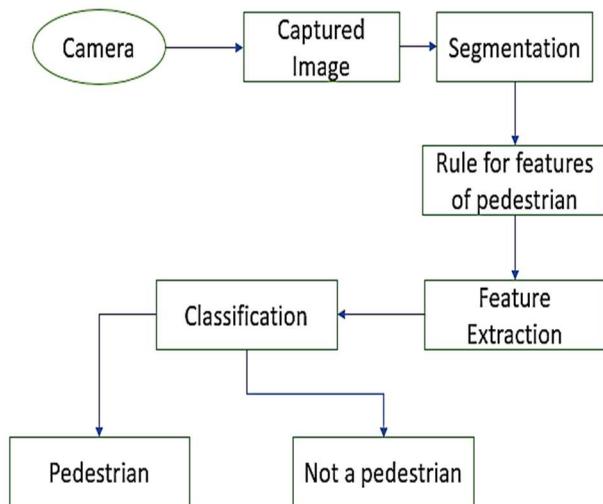 Camera
Captured
Image
Segmentation
Rule for features
of pedestrian
Feature
Extraction
Classification
Pedestrian
Not a pedestrian